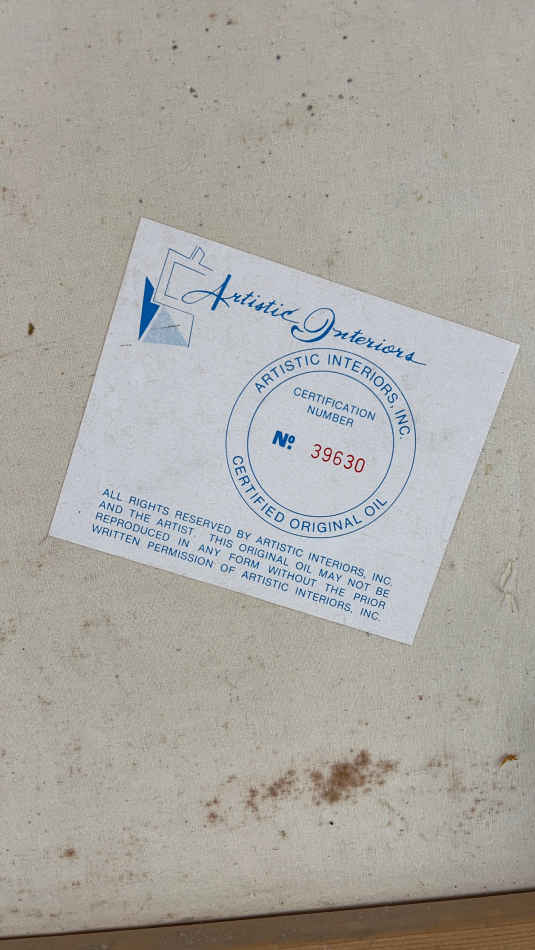 Artistic Interiors
ARTISTIC INTERIORS, INC.
CERTIFICATION
NUMBER
Nº 39630
CERTIFIED ORIGINAL OIL
ALL RIGHTS RESERVED BY ARTISTIC INTERIORS, INC.
AND THE ARTIST. THIS ORIGINAL OIL MAY NOT BE
REPRODUCED IN ANY FORM WITHOUT THE PRIOR
WRITTEN PERMISSION OF ARTISTIC INTERIORS, INC.